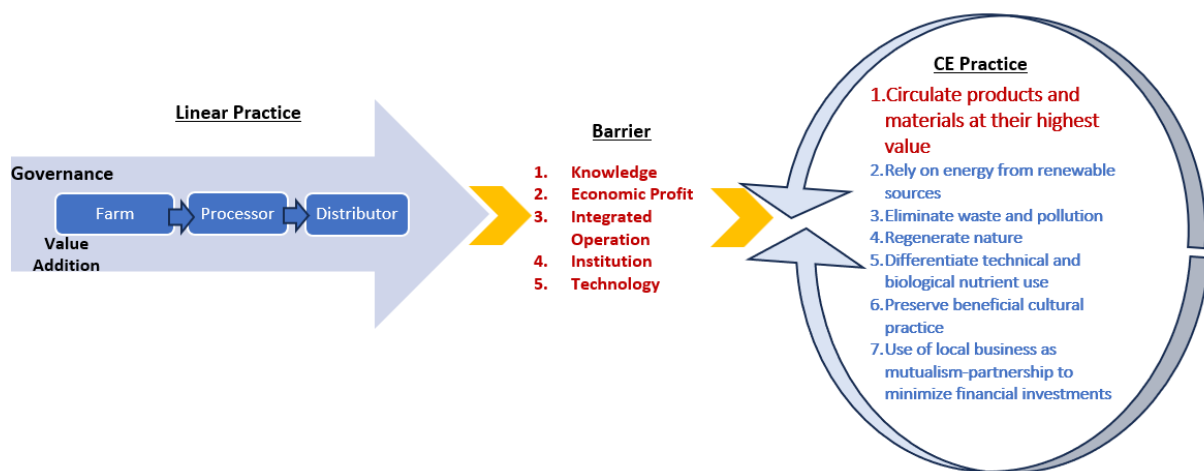 Linear Practice
Governance
Farm
Processor
Distributor
Value
Addition
Barrier
1. Knowledge
2. Economic Profit
3. Integrated
Operation
4. Institution
5. Technology
CE Practice
1.Circulate products and
materials at their highest
value
2.Rely on energy from renewable
sources
3.Eliminate waste and pollution
4.Regenerate nature
5.Differentiate technical and
biological nutrient use
6.Preserve beneficial cultural
practice
7.Use of local business as
mutualism-partnership to
minimize financial investments